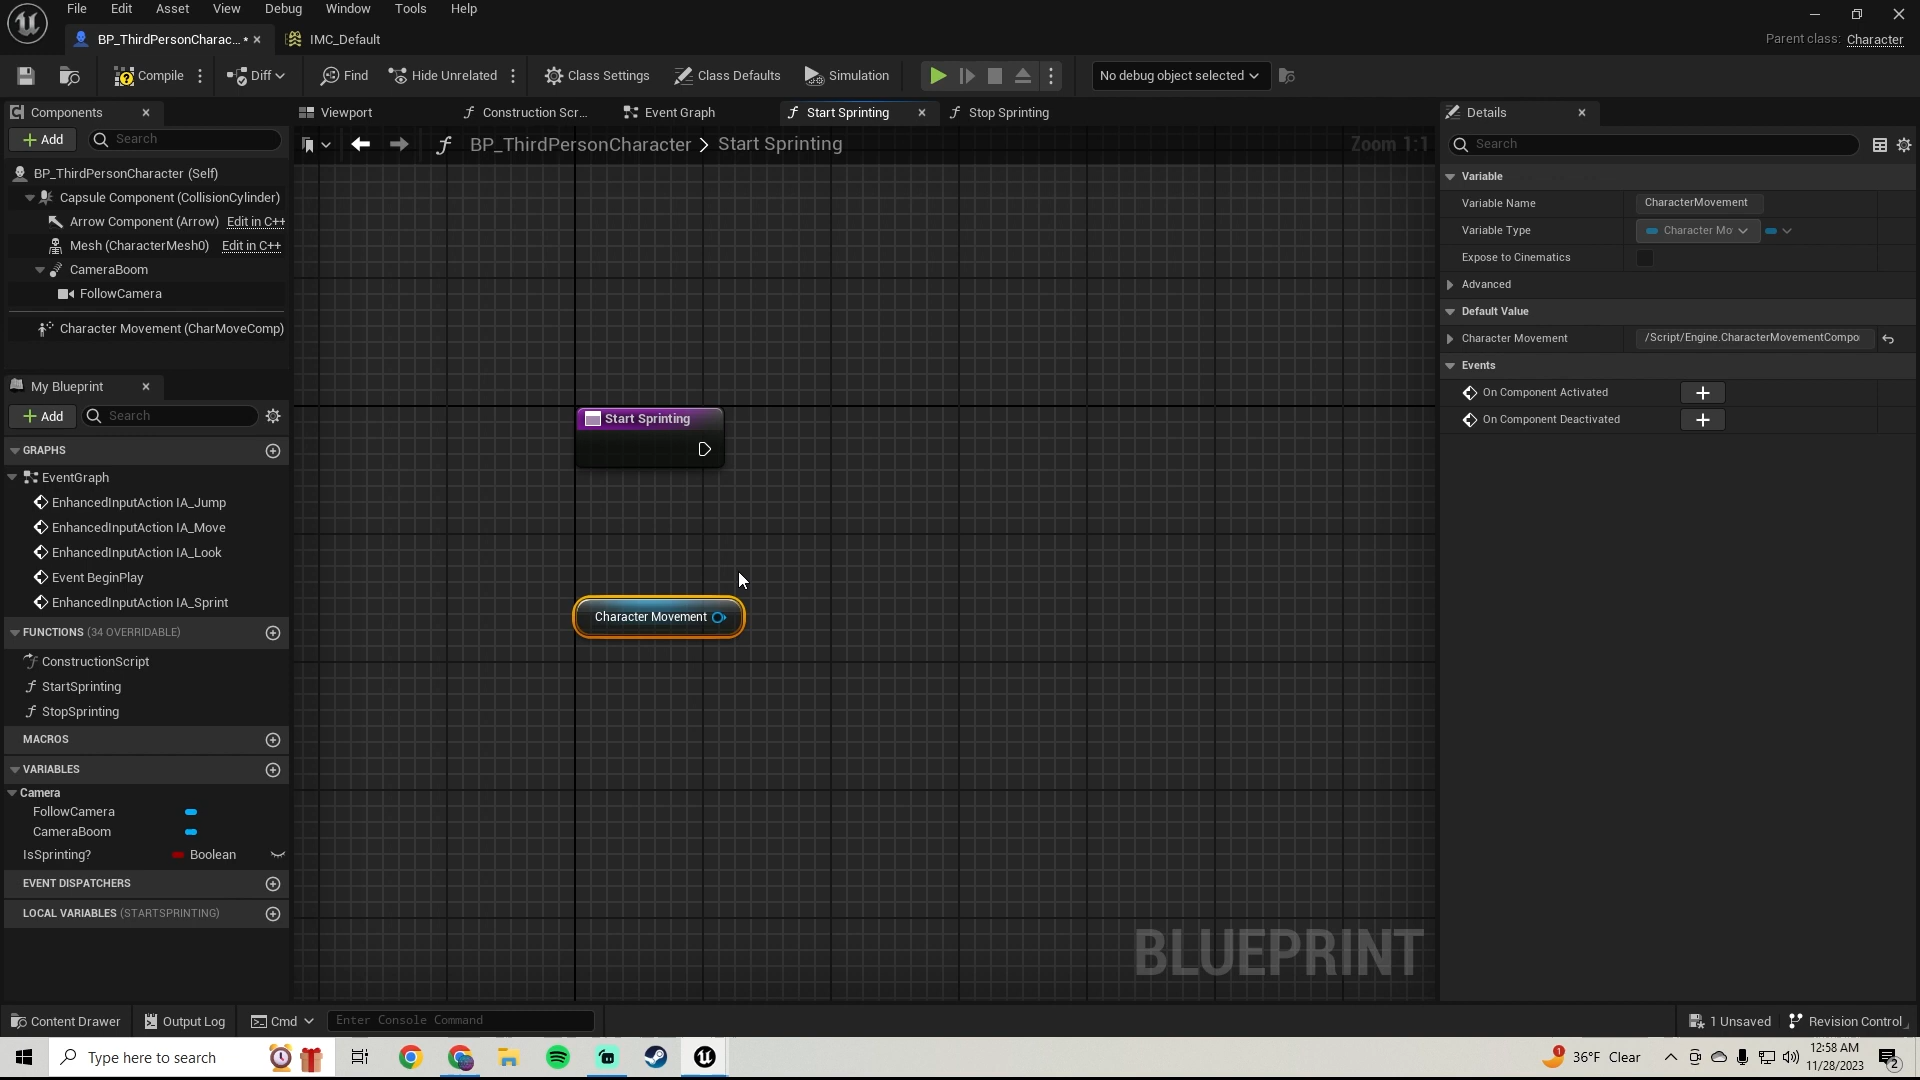 File Edit Asset View Debug Window Tools Help
BP_ThirdPersonCharac... •
IMC_Default
Parent class: Character
Compile
Diff
Find
Hide Unrelated
Class Settings
Class Defaults
Simulation
No debug object selected
Components
Viewport
Construction Scr...
Event Graph
Start Sprinting
Stop Sprinting
Details
Add
Search
BP_ThirdPersonCharacter > Start Sprinting
Zoom 1:1
Search
BP_ThirdPersonCharacter (Self)
Capsule Component (CollisionCylinder)
Arrow Component (Arrow) Edit in C++
Mesh (CharacterMesh0) Edit in C++
CameraBoom
FollowCamera
Character Movement (CharMoveComp)
Variable
Variable Name CharacterMovement
Variable Type Character Mo
Expose to Cinematics
Advanced
Default Value
Character Movement /Script/Engine.CharacterMovementCompo
Events
On Component Activated
On Component Deactivated
My Blueprint
Add
Search
GRAPHS
EventGraph
EnhancedInputAction IA_Jump
EnhancedInputAction IA_Move
EnhancedInputAction IA_Look
Event BeginPlay
EnhancedInputAction IA_Sprint
FUNCTIONS (34 OVERRIDABLE)
ConstructionScript
StartSprinting
StopSprinting
MACROS
VARIABLES
Camera
FollowCamera
CameraBoom
IsSprinting? Boolean
EVENT DISPATCHERS
LOCAL VARIABLES (STARTSPRINTING)
Start Sprinting
Character Movement
BLUEPRINT
Content Drawer
Output Log
Cmd
Enter Console Command
1 Unsaved
Revision Control
Type here to search
1
36°F Clear
12:58 AM
11/28/2023
2